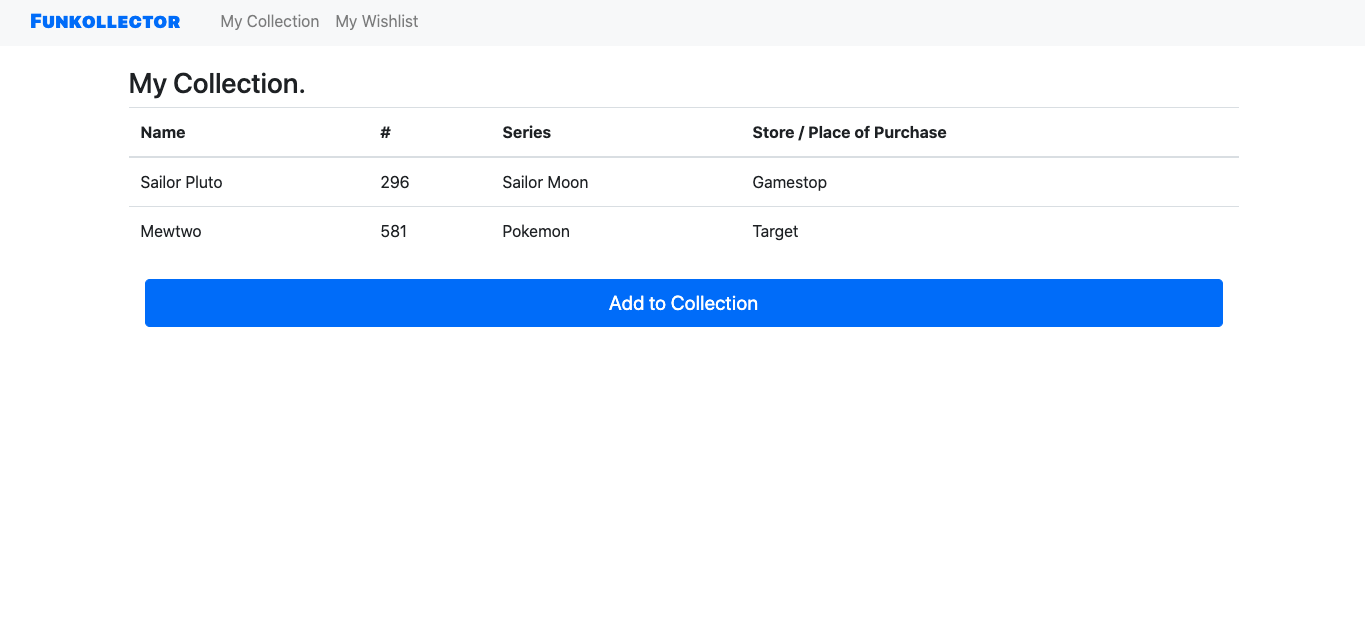 Funkollector My Collection My Wishlist
My Collection.
Name # Series Store / Place of Purchase
Sailor Pluto 296 Sailor Moon Gamestop
Mewtwo 581 Pokemon Target
Add to Collection